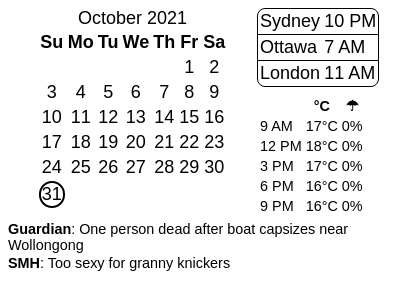 October 2021
Su Mo Tu We Th Fr Sa
1 2
3 4 5 6 7 8 9
10 11 12 13 14 15 16
17 18 19 20 21 22 23
24 25 26 27 28 29 30
31
Sydney 10 PM
Ottawa 7 AM
London 11 AM
°C ☂
9 AM 17°C 0%
12 PM 18°C 0%
3 PM 17°C 0%
6 PM 16°C 0%
9 PM 16°C 0%
Guardian: One person dead after boat capsizes near
Wollongong
SMH: Too sexy for granny knickers